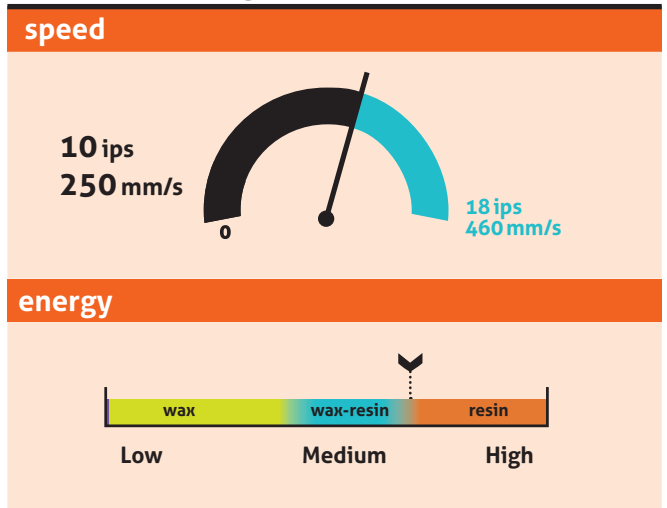 speed
10 ips
250 mm/s
0
18 ips
460 mm/s
energy
wax wax-resin resin
Low Medium High